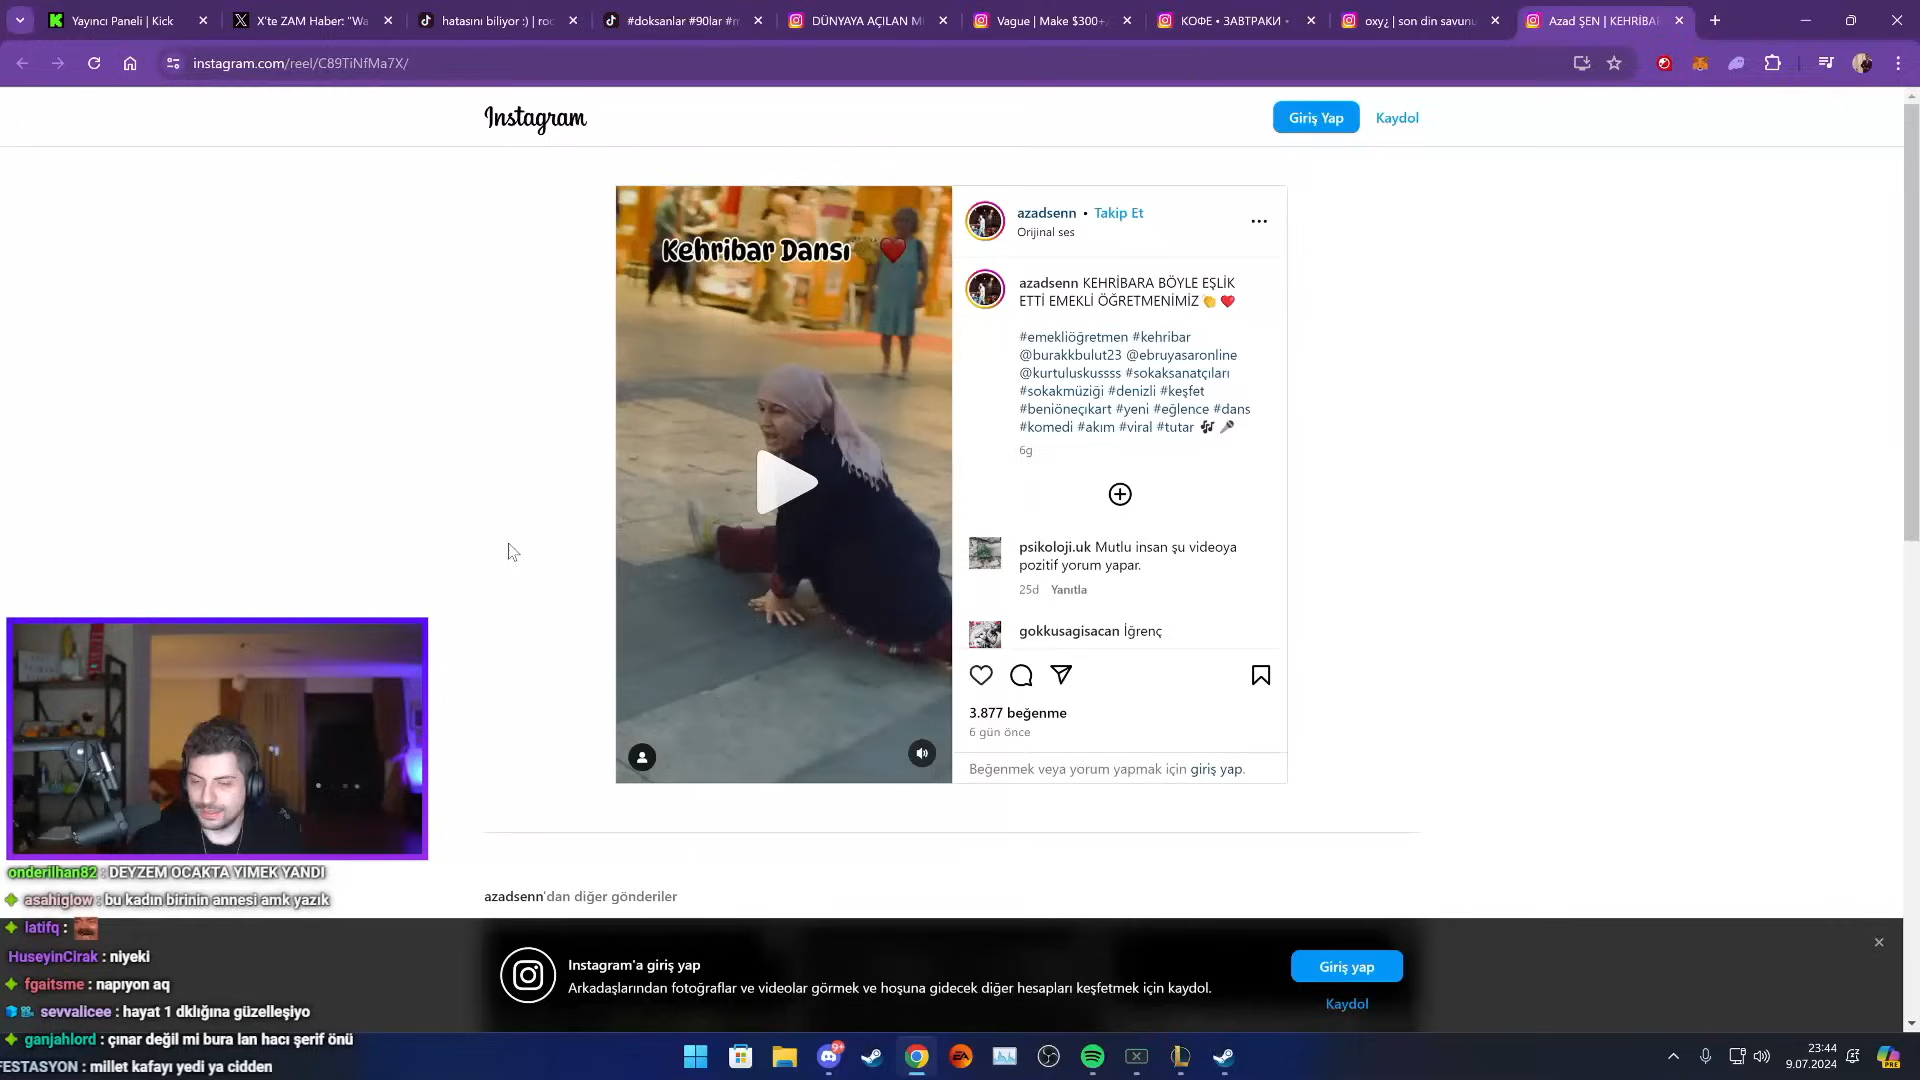 Yayıncı Paneli | Kick
X'te ZAM Haber: "Wa
hatasını biliyor :) | roc
#doksanlar #90lar #m
DÜNYAYA AÇILAN M
Vague | Make $300+
КОФЕ • ЗАВТРАКИ •
oxy¿ | son din savunu
Azad ŞEN | KEHRİBAR
instagram.com/reel/C89TiNfMa7X/
Instagram
Giriş Yap
Kaydol
Kehribar Dansı
azadsenn • Takip Et
Orijinal ses
azadsenn KEHRİBARA BÖYLE EŞLİK
ETTİ EMEKLİ ÖĞRETMENİMİZ 👏 ❤️
#emekliöğretmen #kehribar
@burakkbulut23 @ebruyasaronline
@kurtuluskussss #sokaksanatçıları
#sokakmüziği #denizli #keşfet
#beniöneçıkart #yeni #eğlence #dans
#komedi #akım #viral #tutar 🎶 🎤
6g
psikoloji.uk Mutlu insan şu videoya
pozitif yorum yapar.
25d Yanıtla
gokkusagisacan İğrenç
3.877 beğenme
6 gün önce
Beğenmek veya yorum yapmak için giriş yap.
azadsenn'dan diğer gönderiler
Instagram'a giriş yap
Arkadaşlarından fotoğraflar ve videolar görmek ve hoşuna gidecek diğer hesapları keşfetmek için kaydol.
Giriş yap
Kaydol
onderilhan82 : DEYZEM OCAKTA YIMEK YANDI
asahiglow : bu kadın birinin annesi amk yazık
latifq :
HuseyinCirak : niyeki
fgaitsme : napıyon aq
sevvalicee : hayat 1 dklığına güzelleşiyo
ganjahlord : çınar değil mi bura lan hacı şerif önü
FESTASYON : millet kafayı yedi ya cidden
9+
EA
23:44
9.07.2024
PRE